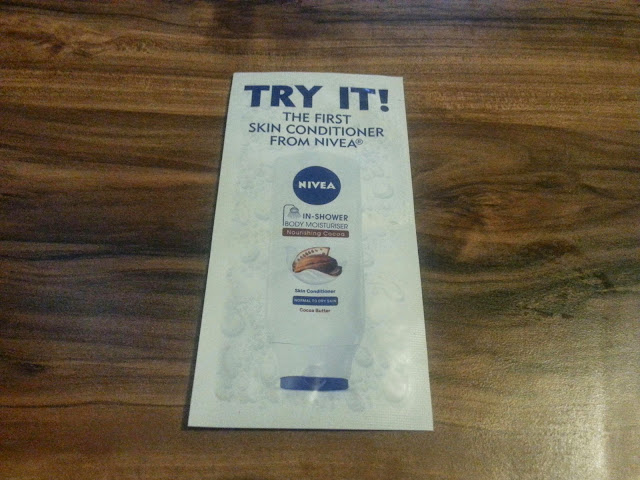 TRY IT!
THE FIRST
SKIN CONDITIONER
FROM NIVEA®
NIVEA
IN-SHOWER
BODY MOISTURISER
Nourishing Cocoa
Skin Conditioner
NORMAL TO DRY SKIN
Cocoa Butter